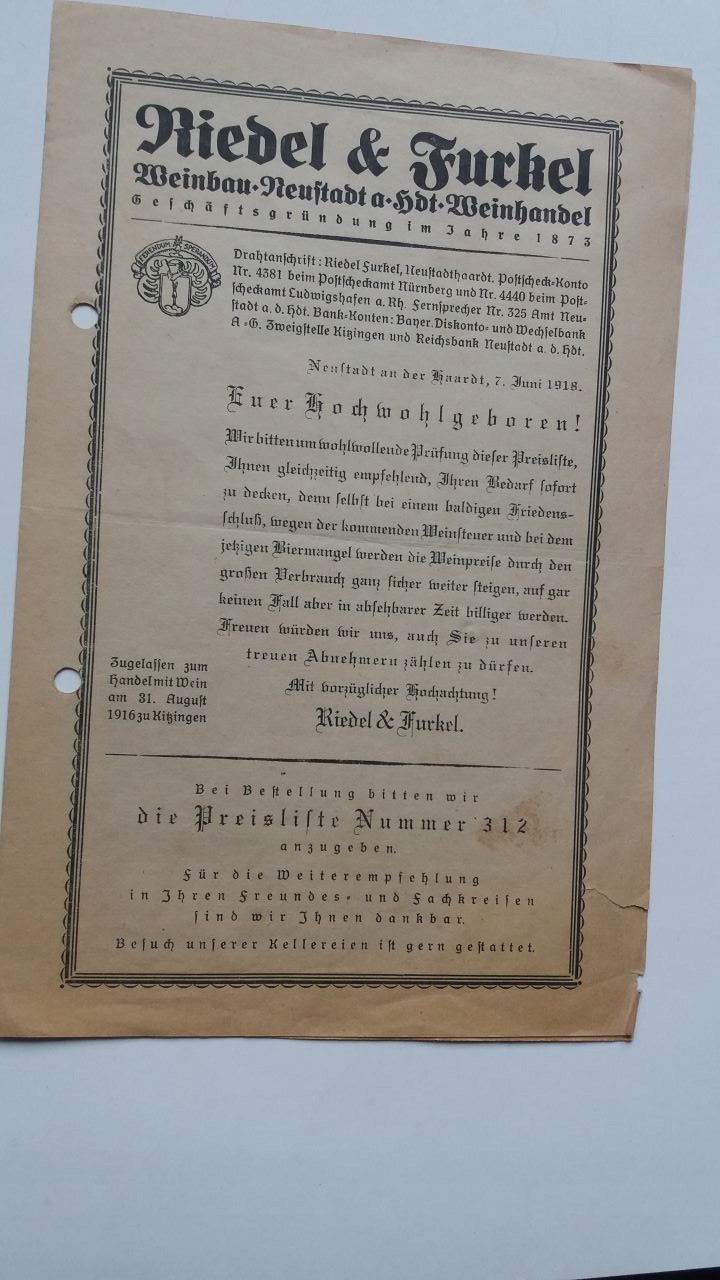 Riedel & Furkel
Weinbau·Neuſtadt a·Hdt·Weinhandel
Geſchäftsgründung im Jahre 1873
FERENDUM SPERANDUM
Drahtanſchrift: Riedel Furkel, Neuſtadthaardt. Poſtſcheck-Konto
Nr. 4381 beim Poſtſcheckamt Nürnberg und Nr. 4440 beim Poſt-
ſcheckamt Ludwigshafen a. Rh. Fernſprecher Nr. 325 Amt Neu-
ſtadt a. d. Hdt. Bank-Konten: Bayer. Diskonto- und Wechſelbank
A.-G. Zweigſtelle Kitzingen und Reichsbank Neuſtadt a. d. Hdt.
Neuſtadt an der Haardt, 7. Juni 1918.
Euer Hochwohlgeboren!
Wir bitten um wohlwollende Prüfung dieſer Preisliſte,
Ihnen gleichzeitig empfehlend, Ihren Bedarf ſofort
zu decken, denn ſelbſt bei einem baldigen Friedens-
ſchluß, wegen der kommenden Weinſteuer und bei dem
jetzigen Biermangel werden die Weinpreiſe durch den
großen Verbrauch ganz ſicher weiter ſteigen, auf gar
keinen Fall aber in abſehbarer Zeit billiger werden.
Freuen würden wir uns, auch Sie zu unſeren
treuen Abnehmern zählen zu dürfen.
Mit vorzüglicher Hochachtung!
Riedel & Furkel.
Zugelaſſen zum
Handel mit Wein
am 31. Auguſt
1916 zu Kitzingen
Bei Beſtellung bitten wir
die Preisliſte Nummer 312
anzugeben.
Für die Weiterempfehlung
in Ihren Freundes- und Fachkreiſen
ſind wir Ihnen dankbar.
Beſuch unſerer Kellereien iſt gern geſtattet.